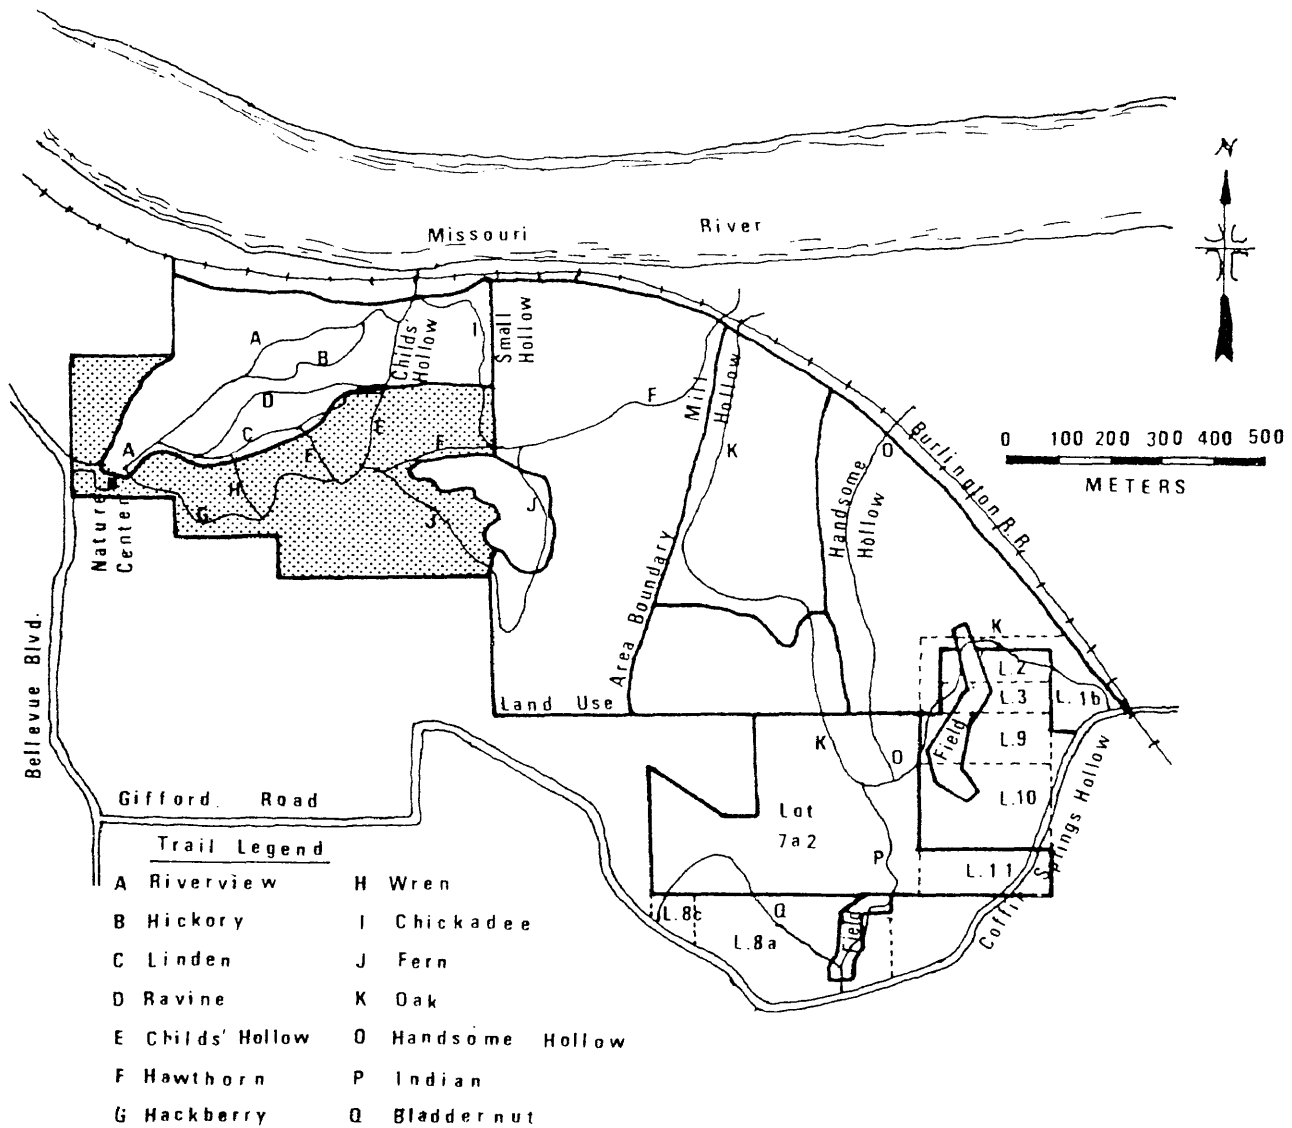 Missouri River
N
A
B
I
Small
Hollow
Childs'
Hollow
D
C
A
E
F
F
H
G
J
J
F
Mill
Hollow
K
Handsome
Hollow
O
Burlington R.R.
0 100 200 300 400 500
METERS
Nature
Center
Bellevue Blvd.
Area Boundary
Land Use
K
L.2
L.3
L.1b
Field
L.9
L.10
K
O
Lot
7a2
P
L.11
Springs Hollow
Coffin
L.8c
Q
L.8a
Field
Gifford Road
Trail Legend
A Riverview
B Hickory
C Linden
D Ravine
E Childs' Hollow
F Hawthorn
G Hackberry
H Wren
I Chickadee
J Fern
K Oak
O Handsome Hollow
P Indian
Q Bladdernut